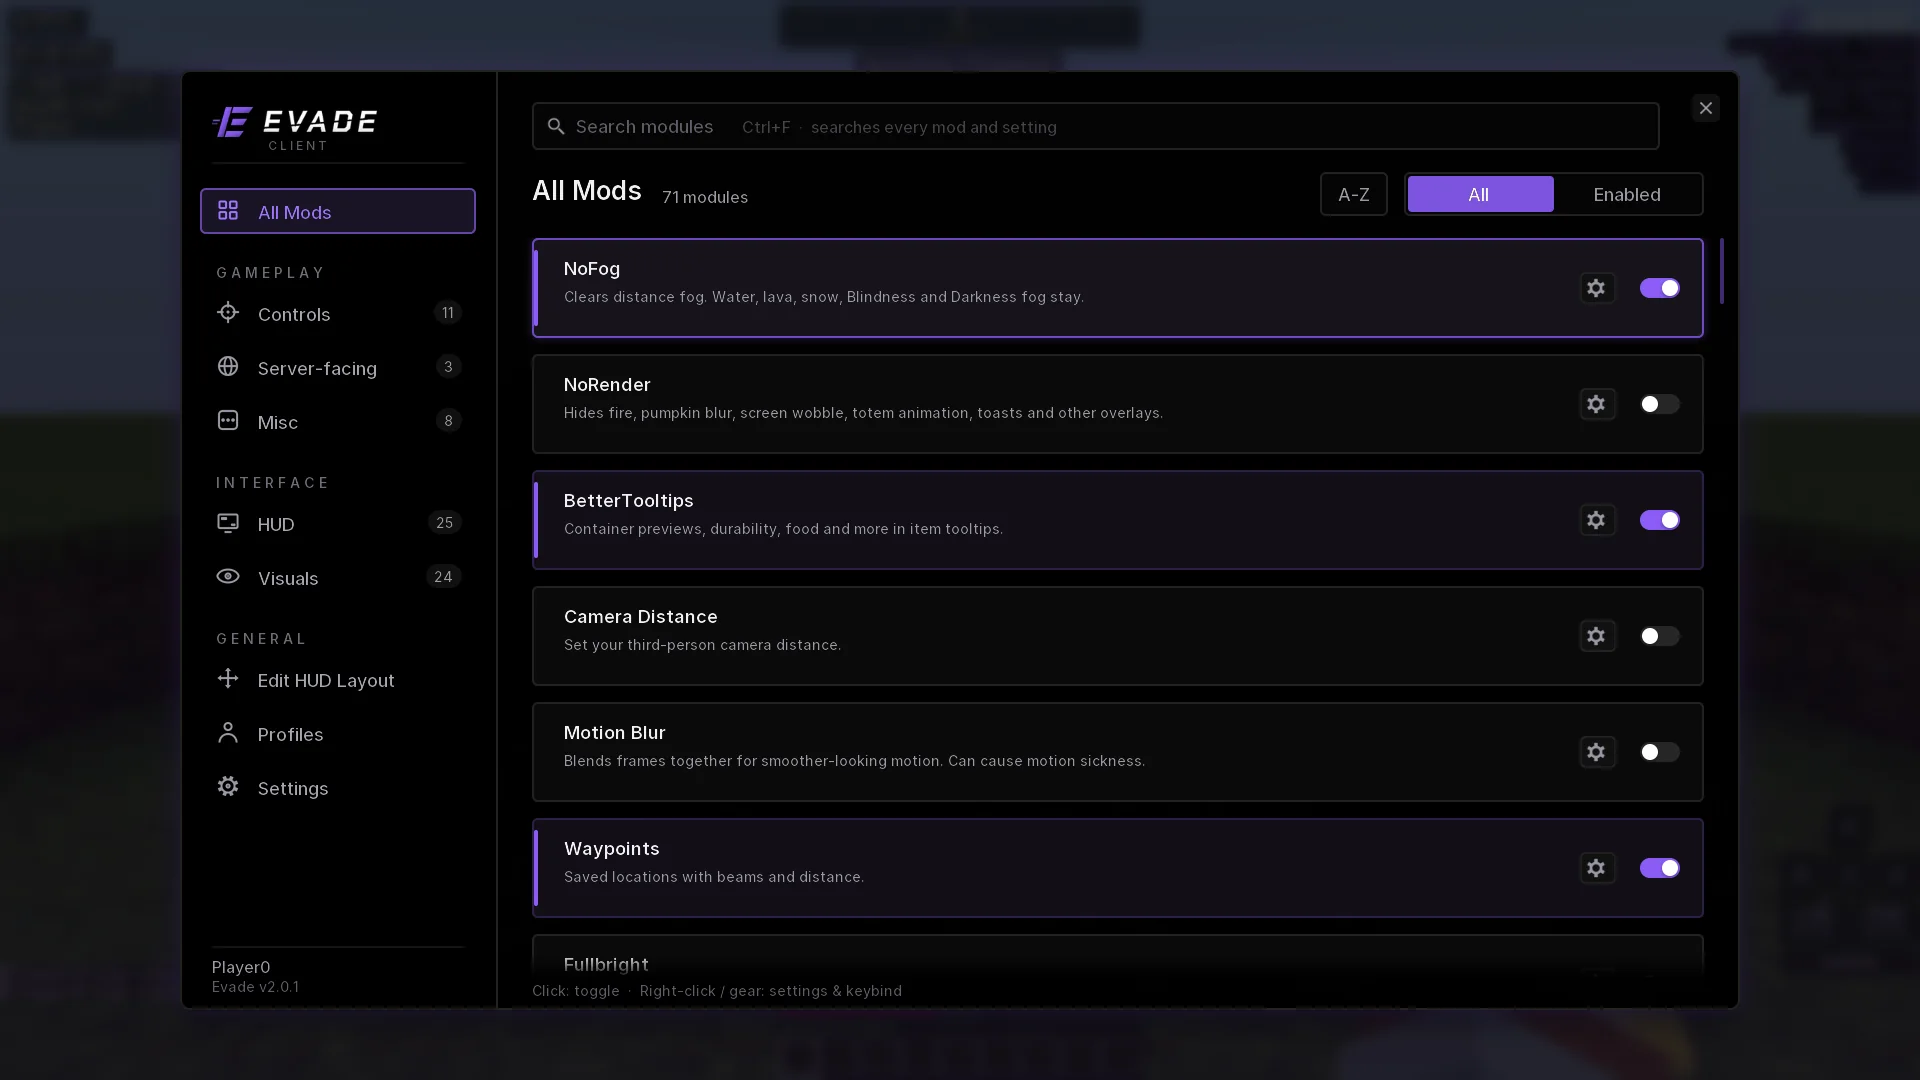 EVADE
CLIENT
All Mods
GAMEPLAY
Controls 11
Server-facing 3
Misc 8
INTERFACE
HUD 25
Visuals 24
GENERAL
Edit HUD Layout
Profiles
Settings
Player0
Evade v2.0.1
Search modules Ctrl+F · searches every mod and setting
All Mods 71 modules
A-Z All Enabled
NoFog
Clears distance fog. Water, lava, snow, Blindness and Darkness fog stay.
NoRender
Hides fire, pumpkin blur, screen wobble, totem animation, toasts and other overlays.
BetterTooltips
Container previews, durability, food and more in item tooltips.
Camera Distance
Set your third-person camera distance.
Motion Blur
Blends frames together for smoother-looking motion. Can cause motion sickness.
Waypoints
Saved locations with beams and distance.
Fullbright
Click: toggle · Right-click / gear: settings & keybind